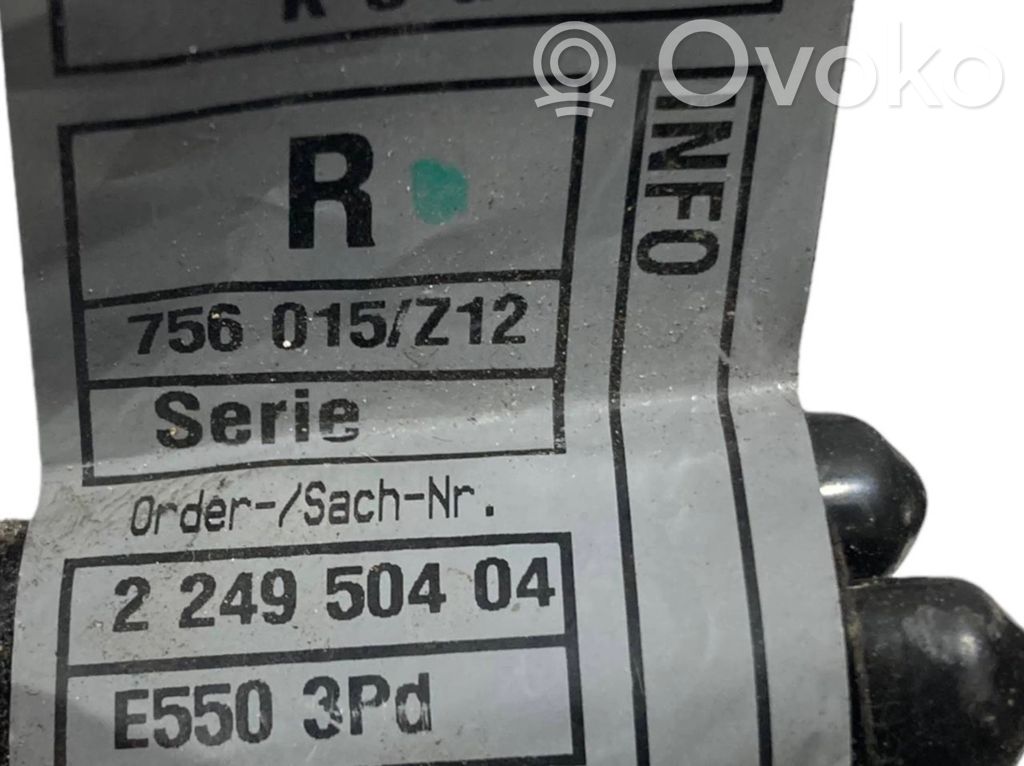 Ovoko
INFO
R
756 015/Z12
Serie
Order-/Sach-Nr.
2 249 504 04
E550 3Pd